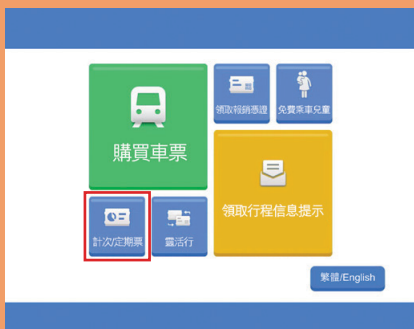 購買車票
領取報銷憑證
免費乘車兒童
領取行程信息提示
計次/定期票
靈活行
繁體/English